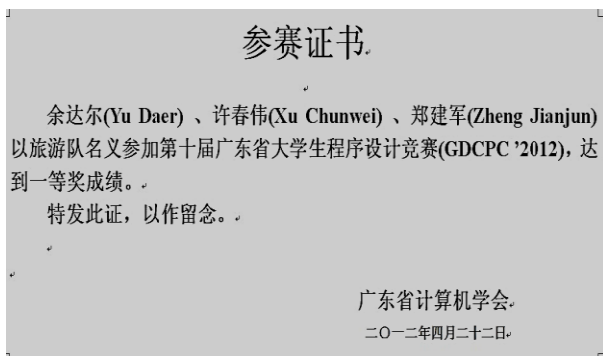 参赛证书
余达尔(Yu Daer) 、许春伟(Xu Chunwei) 、郑建军(Zheng Jianjun)
以旅游队名义参加第十届广东省大学生程序设计竞赛(GDCPC ’2012)，达
到一等奖成绩。
特发此证，以作留念。
广东省计算机学会
二○一二年四月二十二日